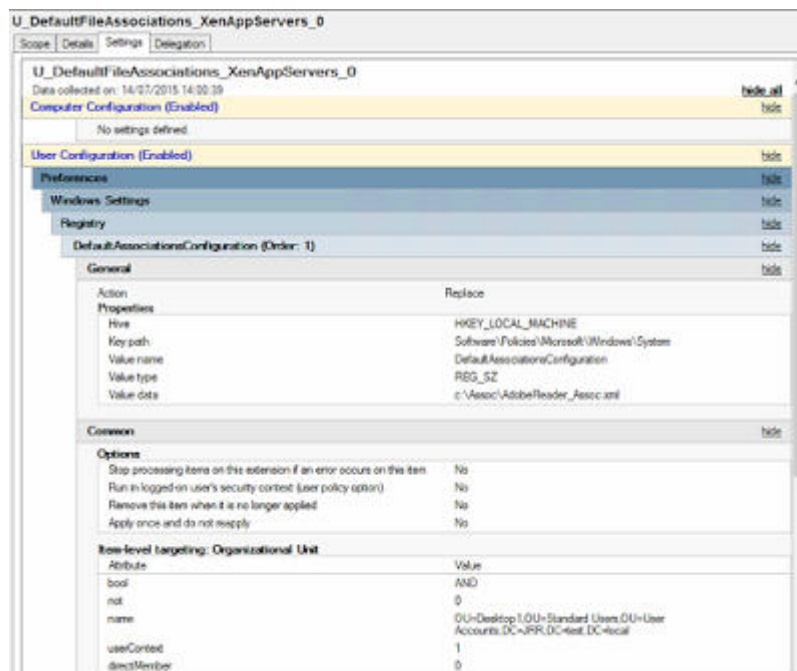 U_DefaultFileAssociations_XenAppServers_0
Scope Details Settings Delegation
U_DefaultFileAssociations_XenAppServers_0
Data collected on: 14/07/2015 14:00:39 hide all
Computer Configuration (Enabled) hide
No settings defined.
User Configuration (Enabled) hide
Preferences hide
Windows Settings hide
Registry hide
DefaultAssociationsConfiguration (Order: 1) hide
General hide
Action Replace
Properties
Hive HKEY_LOCAL_MACHINE
Key path Software\Policies\Microsoft\Windows\System
Value name DefaultAssociationsConfiguration
Value type REG_SZ
Value data c:\Assoc\AdobeReader_Assoc.xml
Common hide
Options
Stop processing items on this extension if an error occurs on this item No
Run in logged-on user's security context (user policy option) No
Remove this item when it is no longer applied No
Apply once and do not reapply No
Item-level targeting: Organizational Unit
Attribute Value
bool AND
not 0
name OU=Desktop1,OU=Standard Users,OU=User
Accounts,DC=JRR,DC=test,DC=local
userContext 1
directMember 0